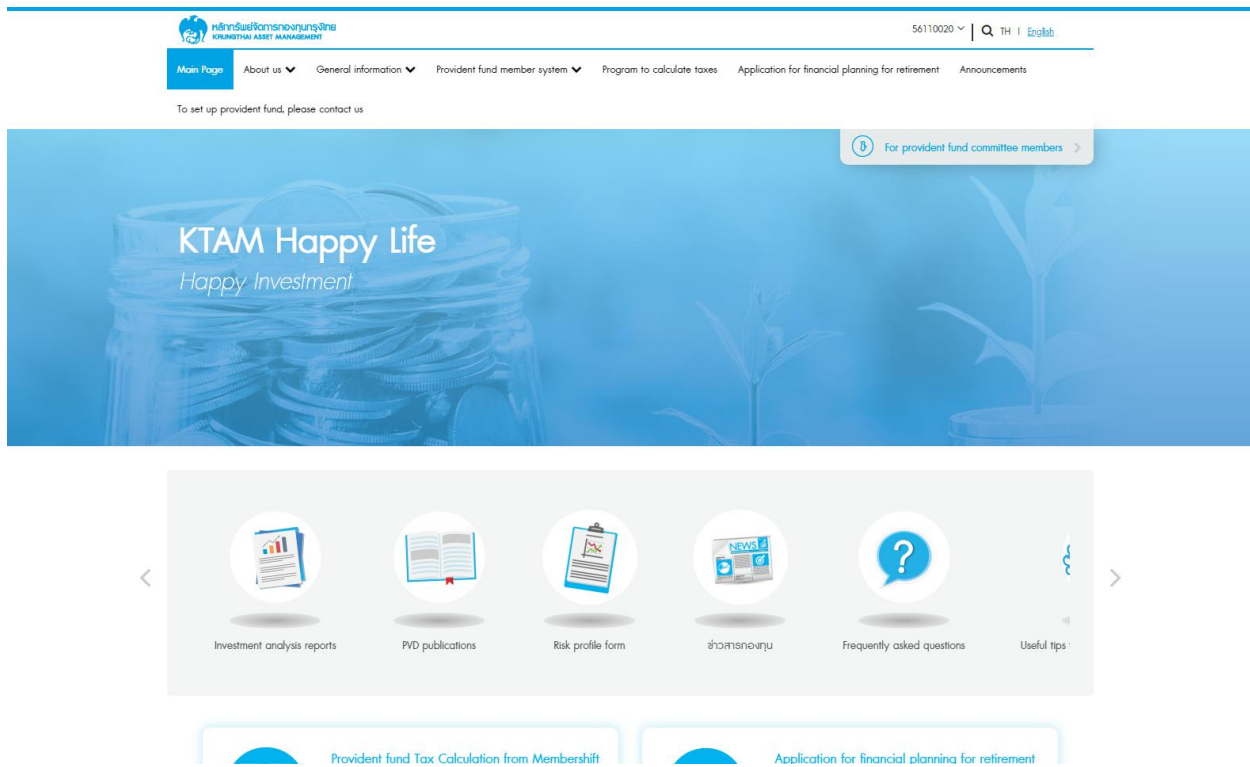 หลักทรัพย์จัดการกองทุนกรุงไทย
KRUNGTHAI ASSET MANAGEMENT
56110020
TH | English
Main Page About us General information Provident fund member system Program to calculate taxes Application for financial planning for retirement Announcements
To set up provident fund, please contact us
For provident fund committee members
KTAM Happy Life
Happy Investment
NEWS
?
Investment analysis reports PVD publications Risk profile form ข่าวสารกองทุน Frequently asked questions Useful tips
Provident fund Tax Calculation from Membershift
Application for financial planning for retirement